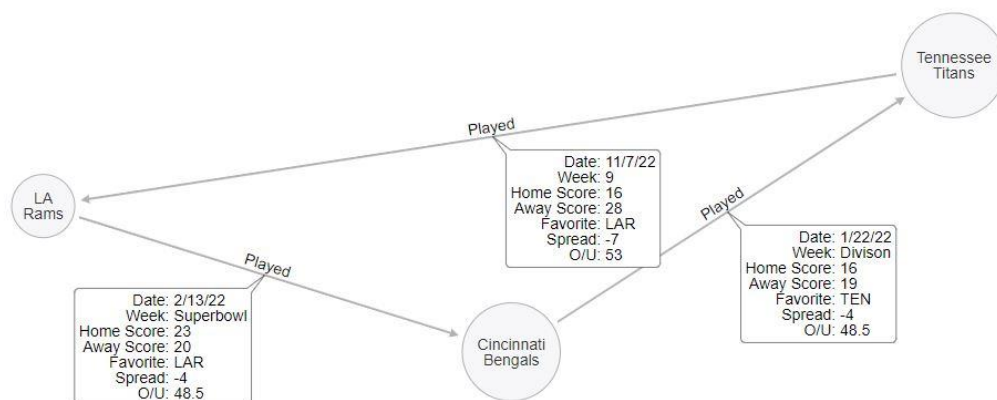 Tennessee
Titans
Played
Date: 11/7/22
Week: 9
Home Score: 16
Away Score: 28
Favorite: LAR
Spread: -7
O/U: 53
LA
Rams
Played
Date: 1/22/22
Week: Divison
Home Score: 16
Away Score: 19
Favorite: TEN
Spread: -4
O/U: 48.5
Played
Date: 2/13/22
Week: Superbowl
Home Score: 23
Away Score: 20
Favorite: LAR
Spread: -4
O/U: 48.5
Cincinnati
Bengals